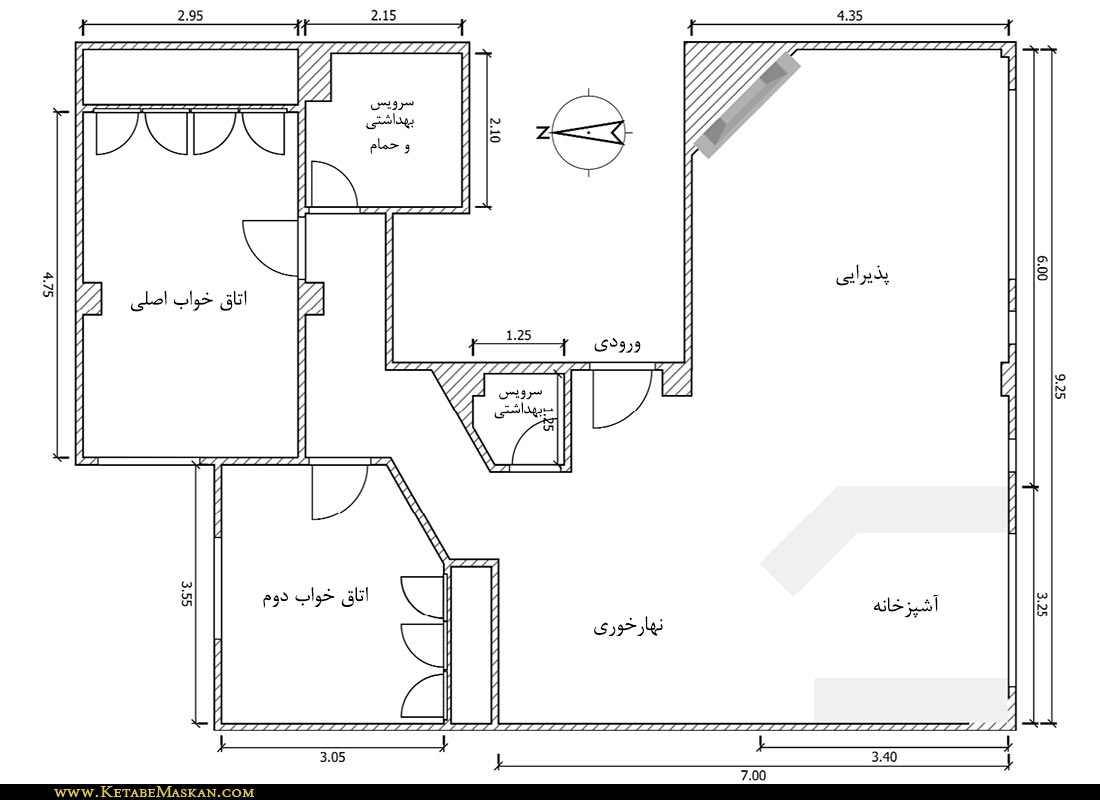 2.95
2.15
4.35
سرویس
بهداشتی
و حمام
2.10
N
6.00
پذیرایی
4.75
اتاق خواب اصلی
1.25
ورودی
9.25
سرویس
بهداشتی
1.25
3.55
اتاق خواب دوم
نهارخوری
آشپزخانه
3.25
3.05
3.40
7.00
www.KetabeMaskan.com